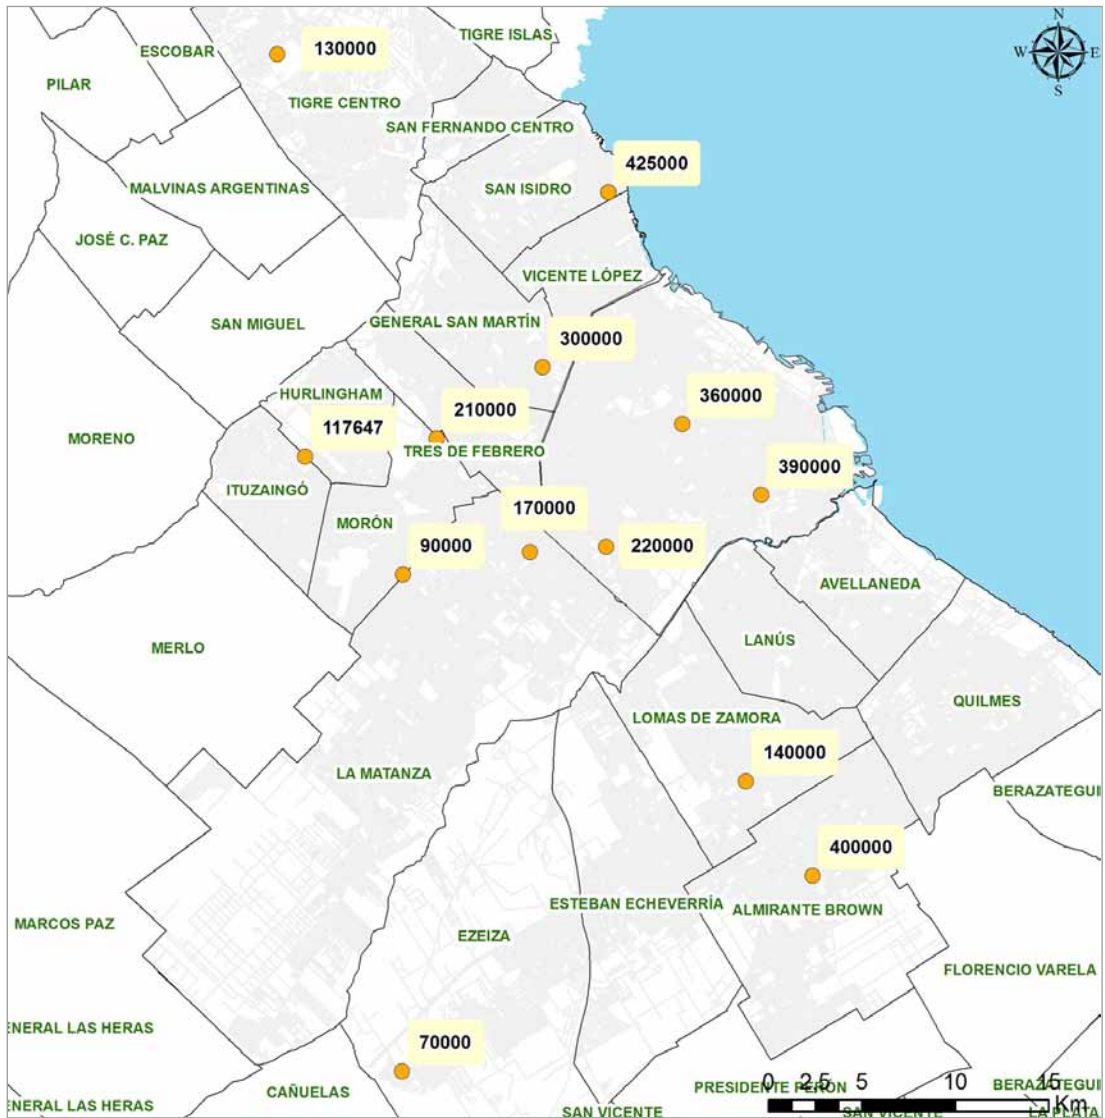 TIGRE ISLAS
N
ESCOBAR
130000
W
E
PILAR
S
TIGRE CENTRO
SAN FERNANDO CENTRO
425000
MALVINAS ARGENTINAS
SAN ISIDRO
JOSÉ C. PAZ
VICENTE LÓPEZ
SAN MIGUEL
GENERAL SAN MARTÍN
300000
HURLINGHAM
360000
210000
117647
MORENO
TRES DE FEBRERO
390000
ITUZAINGÓ
170000
MORÓN
90000
220000
AVELLANEDA
LANÚS
MERLO
QUILMES
LOMAS DE ZAMORA
140000
LA MATANZA
BERAZATEGUI
400000
ESTEBAN ECHEVERRÍA
ALMIRANTE BROWN
MARCOS PAZ
EZEIZA
FLORENCIO VARELA
ENERAL LAS HERAS
70000
0 2,5 5 10 15
Km
PRESIDENTE PERÓN
BERAZATEGUI
CAÑUELAS
ENERAL LAS HERAS
SAN VICENTE
SAN VICENTE
LA PLATA